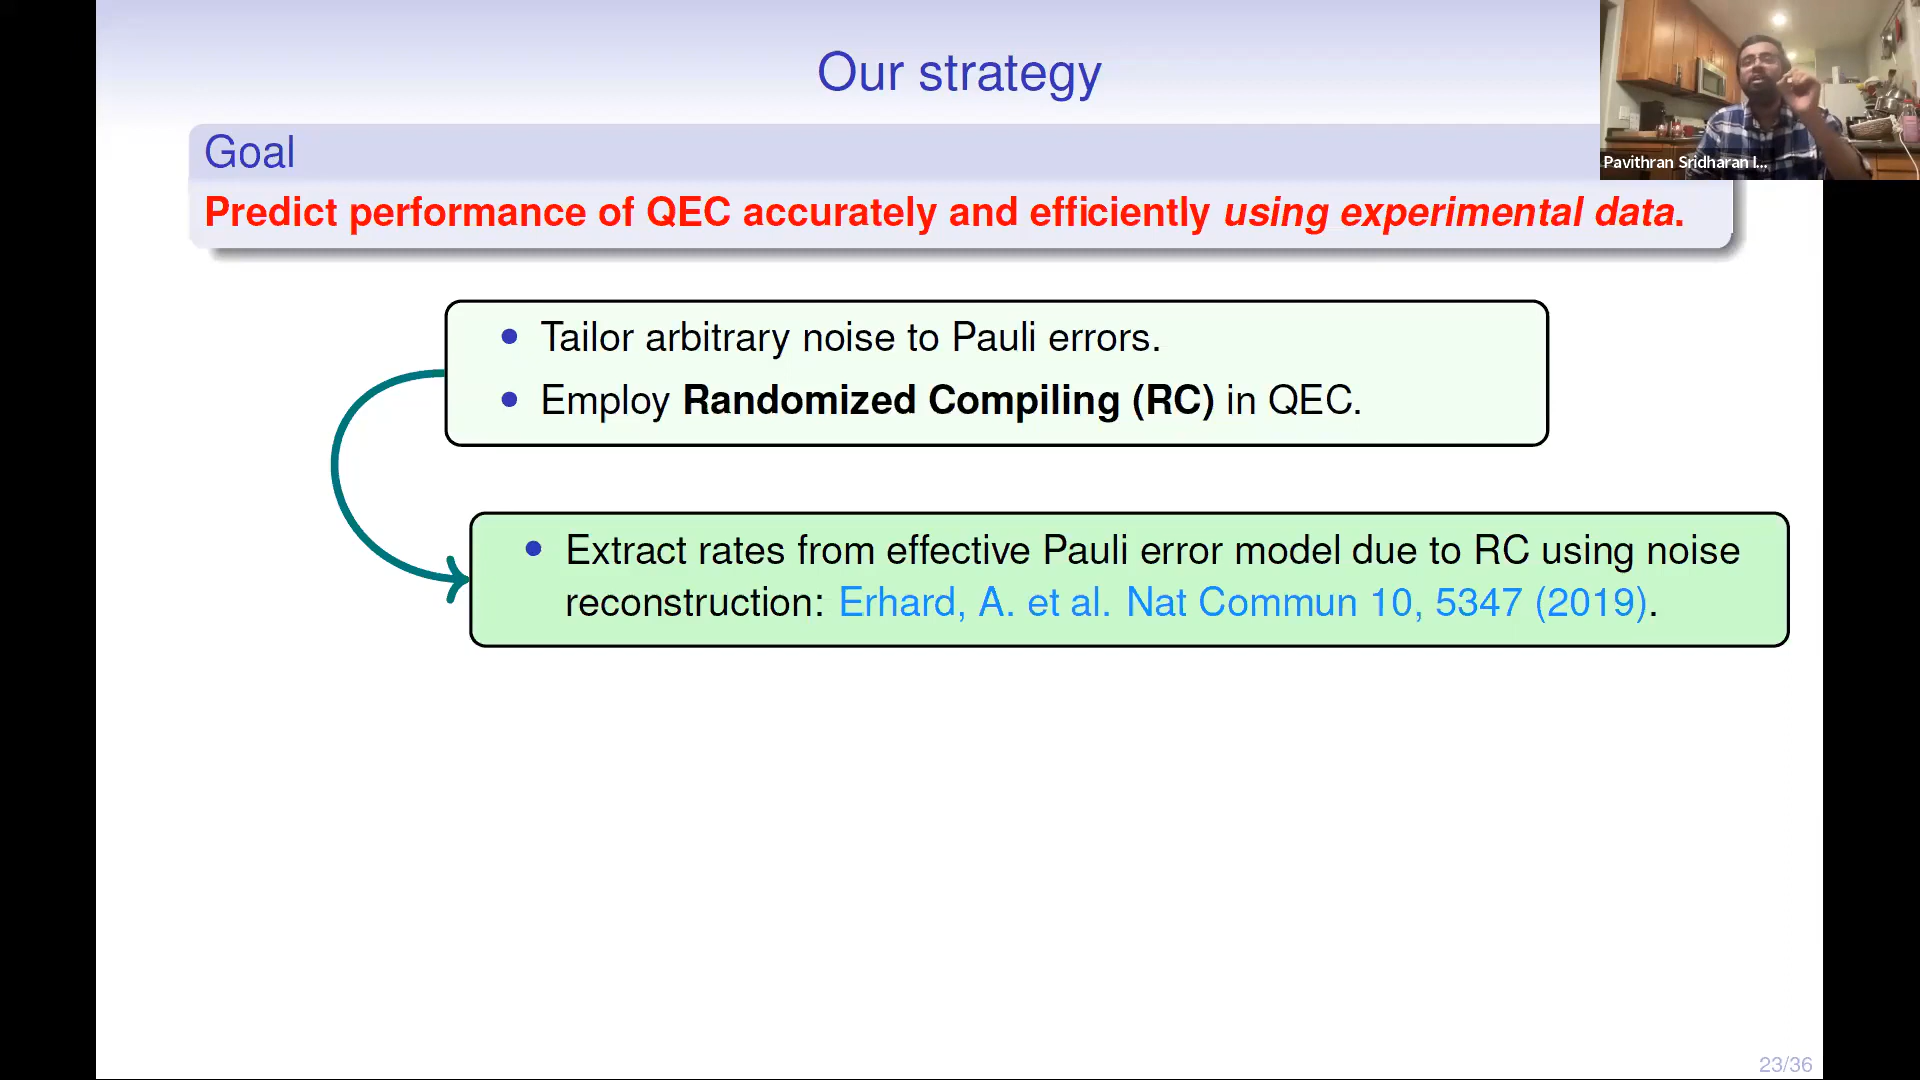 Our strategy
Goal
Predict performance of QEC accurately and efficiently using experimental data.
Pavithran Sridharan I...
• Tailor arbitrary noise to Pauli errors.
• Employ Randomized Compiling (RC) in QEC.
• Extract rates from effective Pauli error model due to RC using noise
reconstruction: Erhard, A. et al. Nat Commun 10, 5347 (2019).
23/36